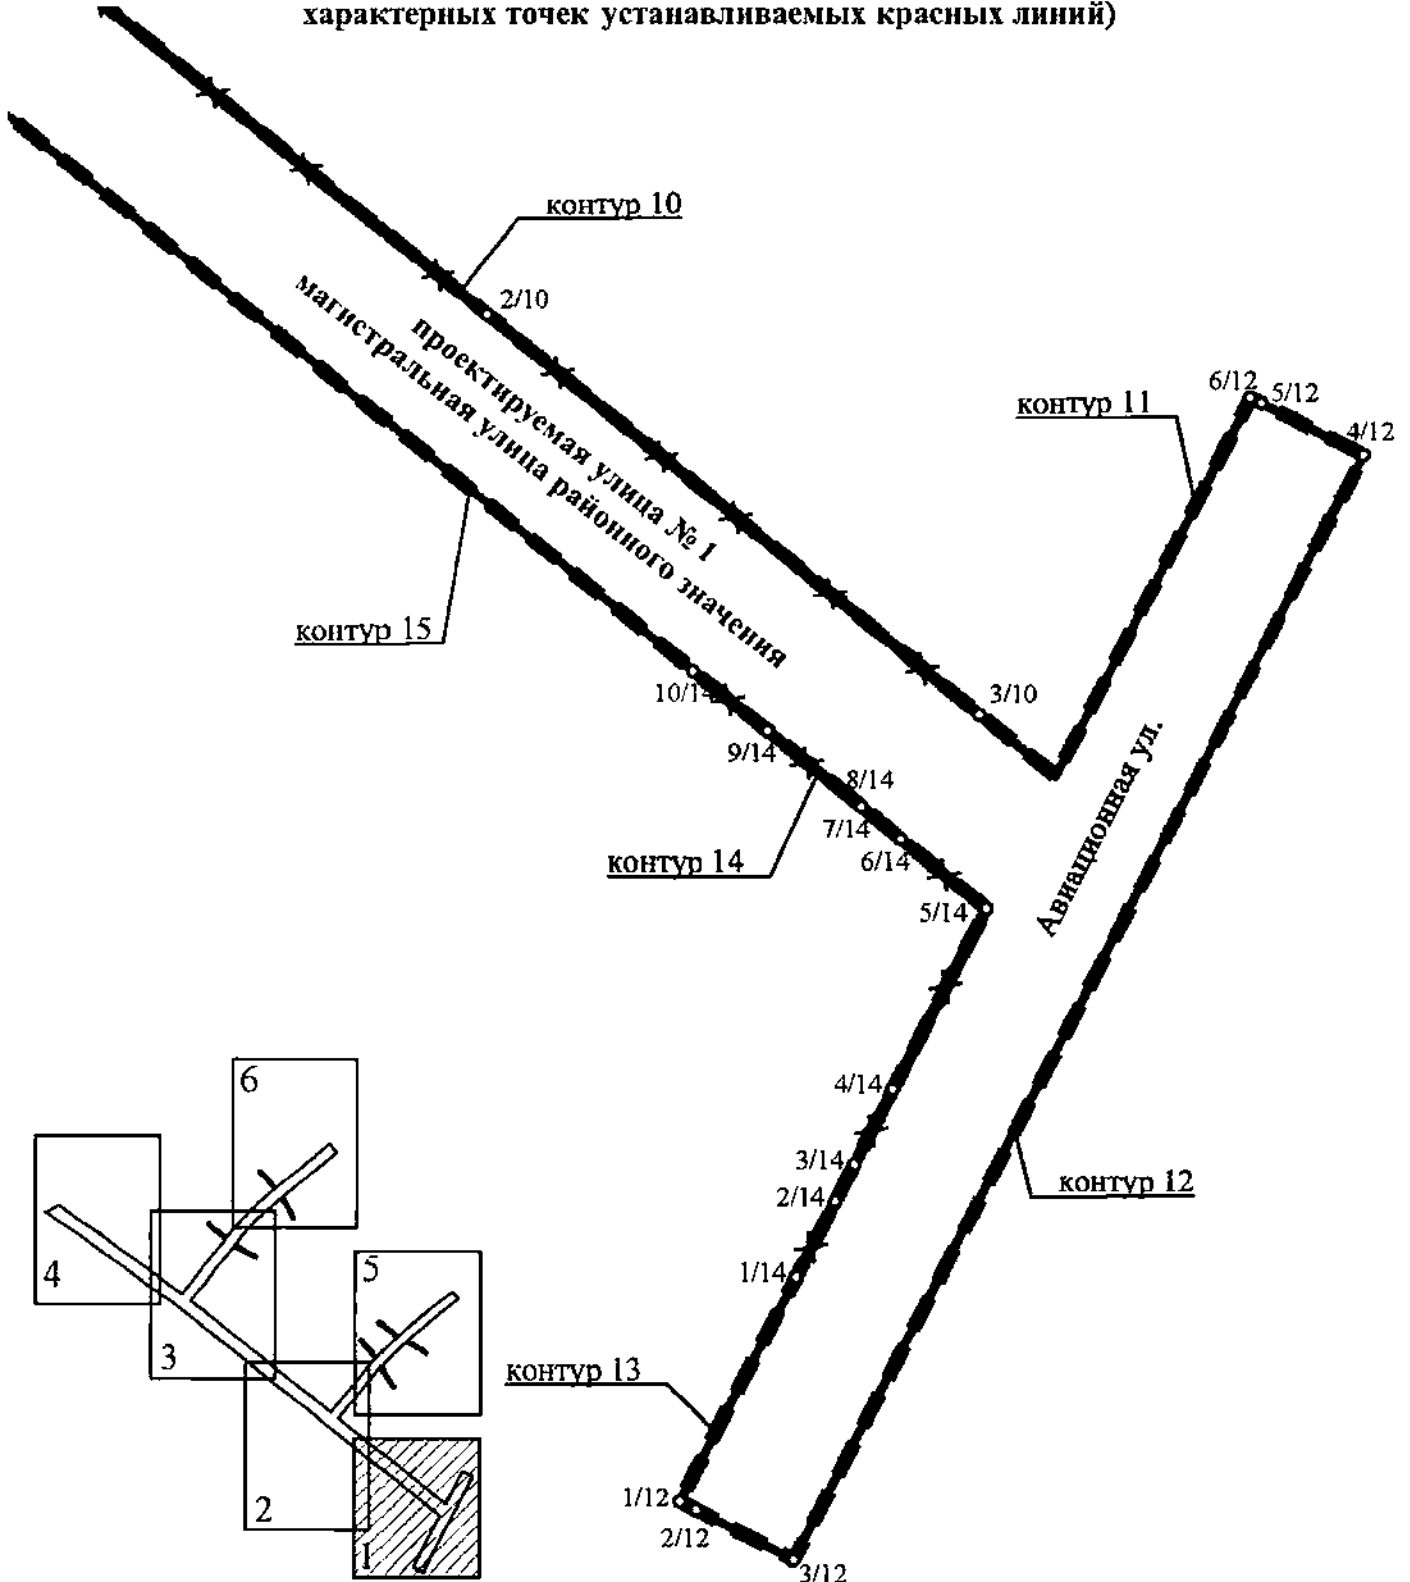 характерных точек устанавливаемых красных линий)
контур 10
2/10
проектируемая улица № 1
магистральная улица районного значения
6/12
5/12
4/12
контур 11
контур 15
3/10
10/14
9/14
8/14
7/14
6/14
контур 14
5/14
Авиационная ул.
4/14
3/14
2/14
1/14
контур 12
контур 13
1/12
2/12
3/12
6
4
5
3
2
1